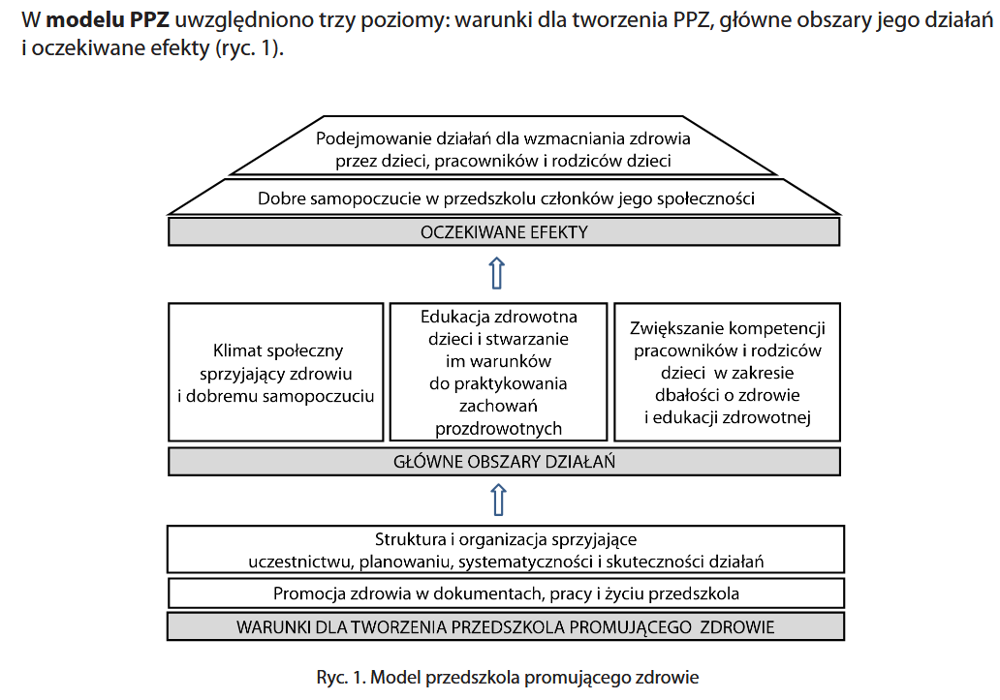 W modelu PPZ uwzględniono trzy poziomy: warunki dla tworzenia PPZ, główne obszary jego działań
i oczekiwane efekty (ryc. 1).
Podejmowanie działań dla wzmacniania zdrowia
przez dzieci, pracowników i rodziców dzieci
Dobre samopoczucie w przedszkolu członków jego społeczności
OCZEKIWANE EFEKTY
Klimat społeczny
sprzyjający zdrowiu
i dobremu samopoczuciu
Edukacja zdrowotna
dzieci i stwarzanie
im warunków
do praktykowania
zachowań
prozdrowotnych
Zwiększanie kompetencji
pracowników i rodziców
dzieci w zakresie
dbałości o zdrowie
i edukacji zdrowotnej
GŁÓWNE OBSZARY DZIAŁAŃ
Struktura i organizacja sprzyjające
uczestnictwu, planowaniu, systematyczności i skuteczności działań
Promocja zdrowia w dokumentach, pracy i życiu przedszkola
WARUNKI DLA TWORZENIA PRZEDSZKOLA PROMUJĄCEGO ZDROWIE
Ryc. 1. Model przedszkola promującego zdrowie